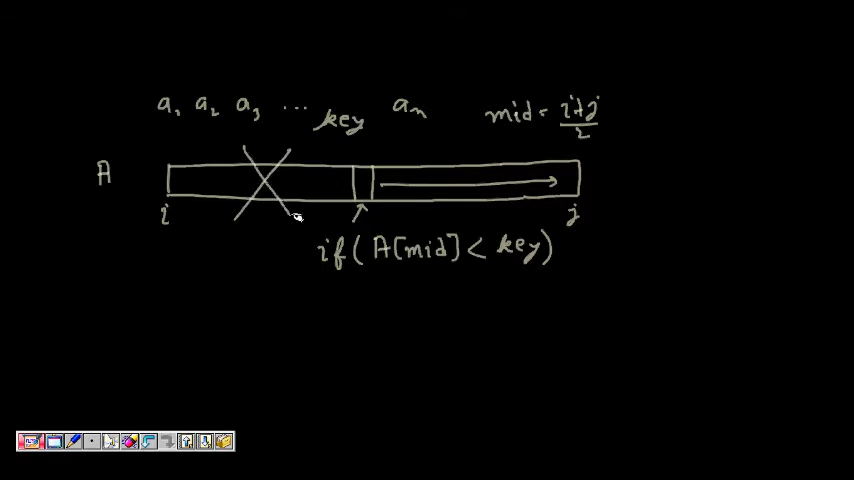 a₁ a₂ a₃ ... key aₙ mid = i+j/2
A
i j
if(A[mid] < key)